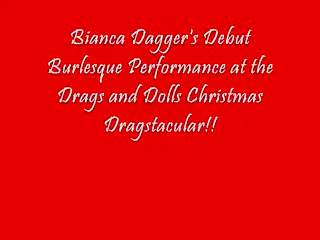 Bianca Dagger's Debut
Burlesque Performance at the
Drags and Dolls Christmas
Dragstacular!!